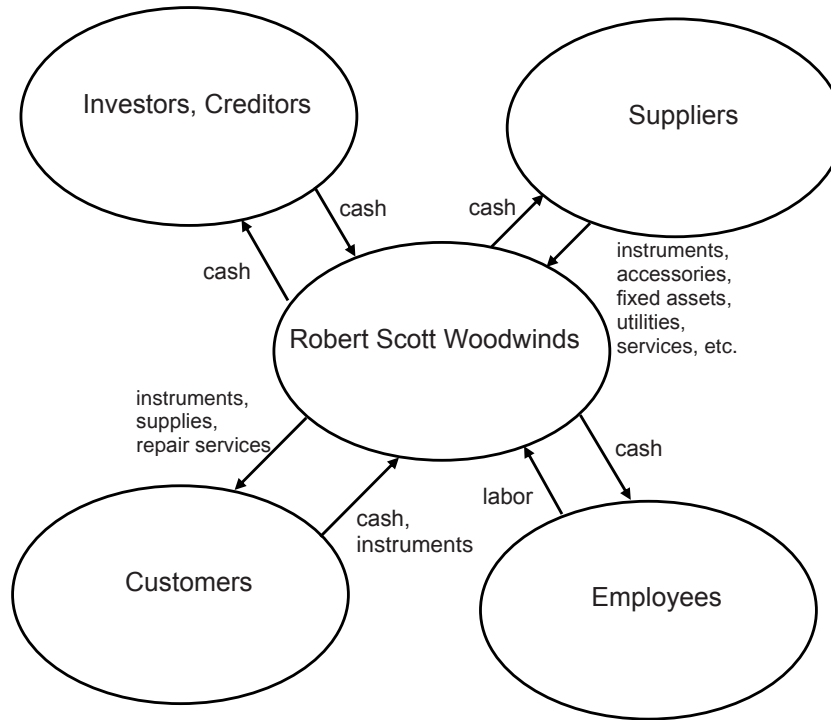 Investors, Creditors
Suppliers
cash
cash
cash
instruments,
accessories,
fixed assets,
utilities,
services, etc.
Robert Scott Woodwinds
instruments,
supplies,
repair services
cash
labor
cash,
instruments
Customers
Employees